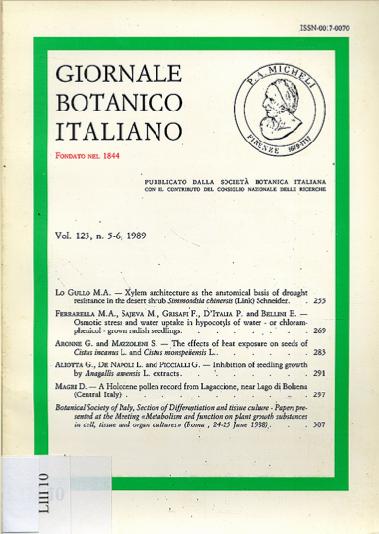 ISSN-0017-0070
GIORNALE
BOTANICO
ITALIANO
FONDATO NEL 1844
P. A. MICHELI
FIRENZE
PUBBLICATO DALLA SOCIETÀ BOTANICA ITALIANA
CON IL CONTRIBUTO DEL CONSIGLIO NAZIONALE DELLE RICERCHE
Vol. 123, n. 5-6, 1989
LO GULLO M.A. — Xylem architecture as the anatomical basis of drought
resistance in the desert shrub Simmondsia chinensis (Link) Schneider. . 255
FERRARELLA M.A., SAJEVA M., GRISAFI F., D'ITALIA P. and BELLINI E. —
Osmotic stress and water uptake in hypocotyls of water - or chloram-
phenicol - grown radish seedlings. . . . . 269
ARONNE G. and MAZZOLENI S. — The effects of heat exposure on seeds of
Cistus incanus L. and Cistus monspeliensis L. . . . . 283
ALIOTTA G., DE NAPOLI L. and PICCIALLI G. — Inhibition of seedling growth
by Anagallis arvensis L. extracts . . . . . 291
MAGRI D. — A Holocene pollen record from Lagaccione, near Lago di Bolsena
(Central Italy) . . . . . 297
Botanical Society of Italy, Section of Differentiation and tissue culture - Papers pre-
sented at the Meeting «Metabolism and function on plant growth substances
in cell, tissue and organ cultures» (Roma, 24-25 June 1988). . 307
LIII 10